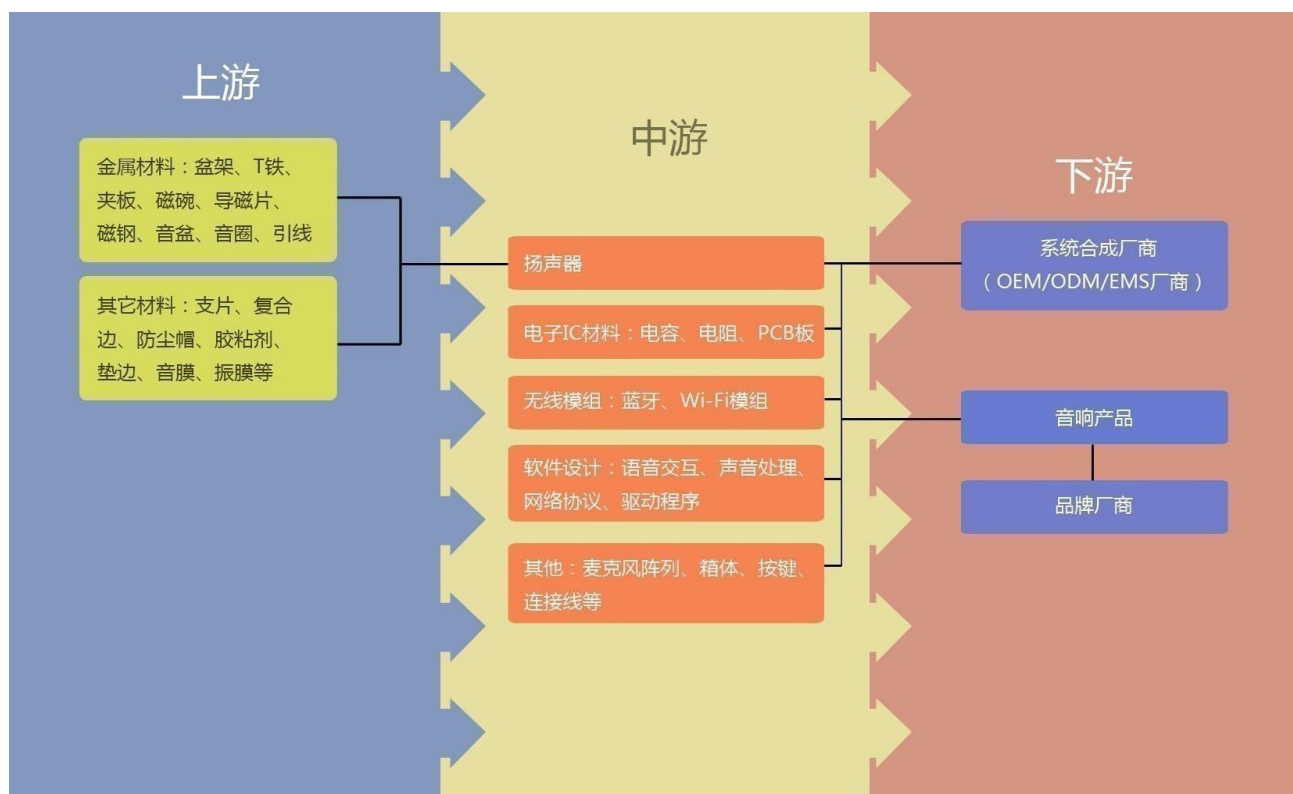 上游
金属材料：盆架、T铁、
夹板、磁碗、导磁片、
磁钢、音盆、音圈、引线
其它材料：支片、复合
边、防尘帽、胶粘剂、
垫边、音膜、振膜等
中游
扬声器
电子IC材料：电容、电阻、PCB板
无线模组：蓝牙、Wi-Fi模组
软件设计：语音交互、声音处理、
网络协议、驱动程序
其他：麦克风阵列、箱体、按键、
连接线等
下游
系统合成厂商
（OEM/ODM/EMS厂商）
音响产品
品牌厂商